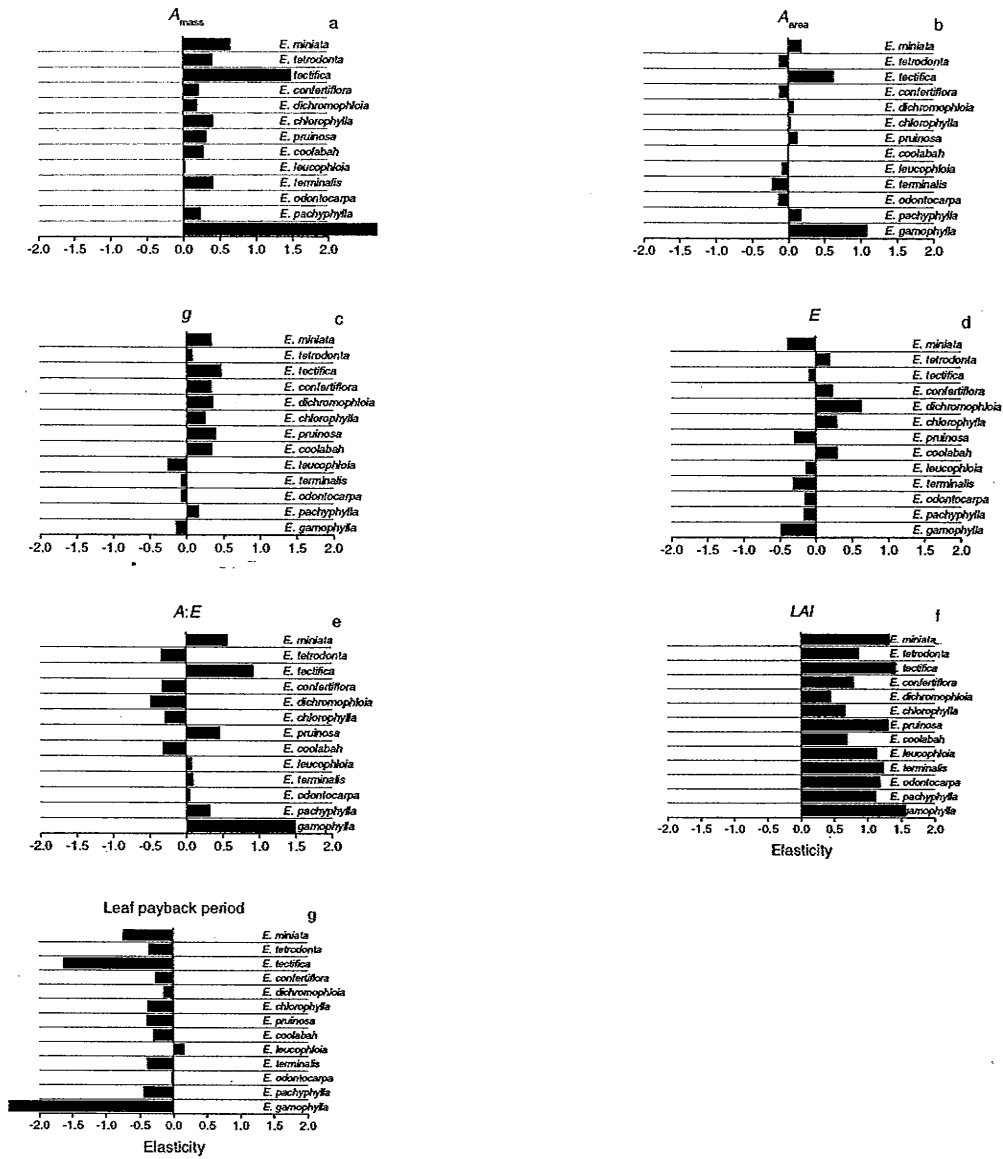 A mass
a
E. miniata
E. tetrodonta
tectifica
E. confertiflora
E. dichromophloia
E. chlorophylla
E. pruinosa
E. coolabah
E. leucophloia
E. terminalis
E. odontocarpa
E. pachyphylla
-2.0 -1.5 -1.0 -0.5 0.0 0.5 1.0 1.5 2.0
A area
b
E. miniata
E. tetrodonta
E. tectifica
E. confertiflora
E. dichromophloia
E. chlorophylla
E. pruinosa
E. coolabah
E. leucophloia
E. terminalis
E. odontocarpa
E. pachyphylla
E. gamophylla
-2.0 -1.5 -1.0 -0.5 0.0 0.5 1.0 1.5 2.0
g
c
E. miniata
E. tetrodonta
E. tectifica
E. confertiflora
E. dichromophloia
E. chlorophylla
E. pruinosa
E. coolabah
E. leucophloia
E. terminalis
E. odontocarpa
E. pachyphylla
E. gamophylla
-2.0 -1.5 -1.0 -0.5 0.0 0.5 1.0 1.5 2.0
E
d
E. miniata
E. tetrodonta
E. tectifica
E. confertiflora
E. dichromophloia
E. chlorophylla
E. pruinosa
E. coolabah
E. leucophloia
E. terminalis
E. odontocarpa
E. pachyphylla
E. gamophylla
-2.0 -1.5 -1.0 -0.5 0.0 0.5 1.0 1.5 2.0
A:E
e
E. miniata
E. tetrodonta
E. tectifica
E. confertiflora
E. dichromophloia
E. chlorophylla
E. pruinosa
E. coolabah
E. leucophloia
E. terminalis
E. odontocarpa
E. pachyphylla
gamophylla
-2.0 -1.5 -1.0 -0.5 0.0 0.5 1.0 1.5 2.0
LAI
f
E. miniata
E. tetrodonta
tectifica
E. confertiflora
E. dichromophloia
E. chlorophylla
E. pruinosa
E. coolabah
E. leucophloia
E. terminalis
E. odontocarpa
E. pachyphylla
gamophylla
-2.0 -1.5 -1.0 -0.5 0.0 0.5 1.0 1.5 2.0
Elasticity
Leaf payback period
g
E. miniata
E. tetrodonta
E. tectifica
E. confertiflora
E. dichromophloia
E. chlorophylla
E. pruinosa
E. coolabah
E. leucophloia
E. terminalis
E. odontocarpa
E. pachyphylla
E. gamophylla
-2.0 -1.5 -1.0 -0.5 0.0 0.5 1.0 1.5 2.0
Elasticity